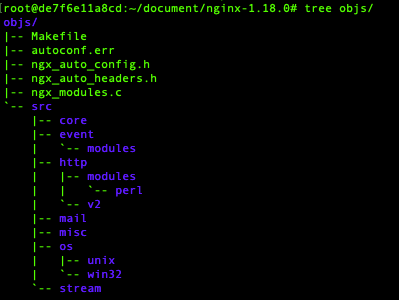 [root@de7f6e11a8cd:~/document/nginx-1.18.0# tree objs/
objs/
|-- Makefile
|-- autoconf.err
|-- ngx_auto_config.h
|-- ngx_auto_headers.h
|-- ngx_modules.c
`-- src
    |-- core
    |-- event
    |   `-- modules
    |-- http
    |   |-- modules
    |   |   `-- perl
    |   `-- v2
    |-- mail
    |-- misc
    |-- os
    |   |-- unix
    |   `-- win32
    `-- stream